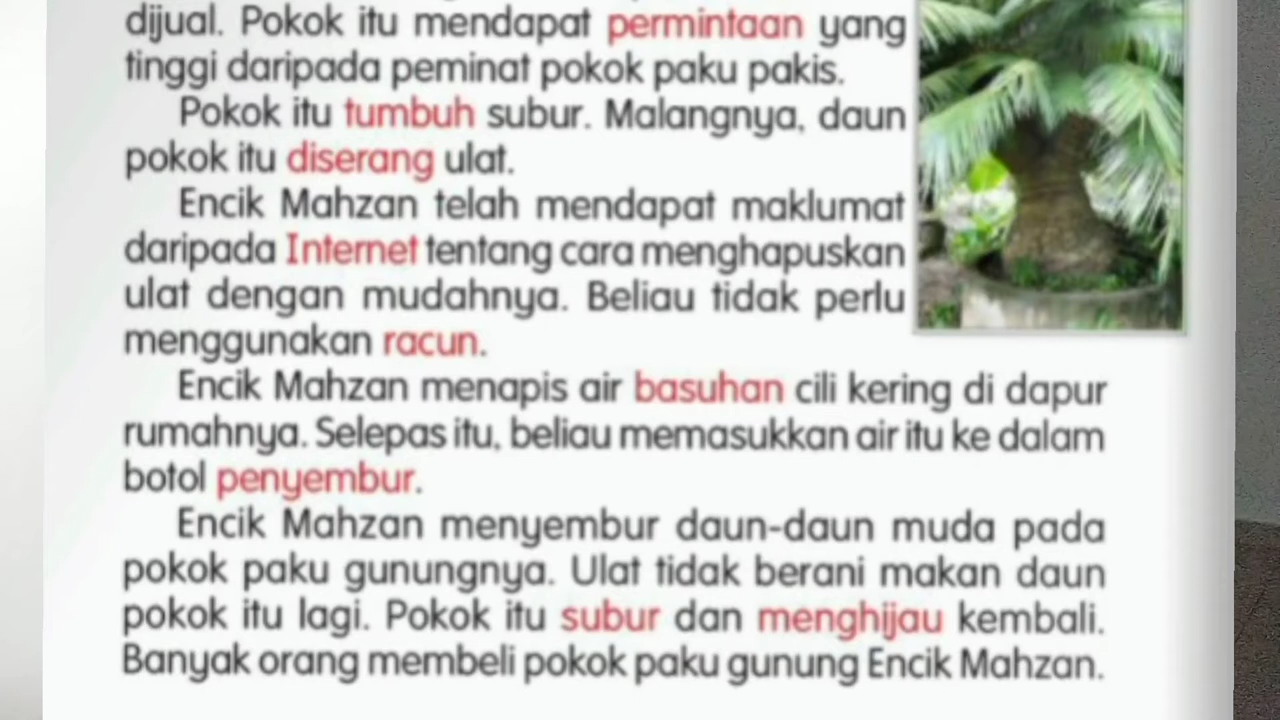 dijual. Pokok itu mendapat permintaan yang
tinggi daripada peminat pokok paku pakis.
Pokok itu tumbuh subur. Malangnya, daun
pokok itu diserang ulat.
Encik Mahzan telah mendapat maklumat
daripada Internet tentang cara menghapuskan
ulat dengan mudahnya. Beliau tidak perlu
menggunakan racun.
Encik Mahzan menapis air basuhan cili kering di dapur
rumahnya. Selepas itu, beliau memasukkan air itu ke dalam
botol penyembur.
Encik Mahzan menyembur daun-daun muda pada
pokok paku gunungnya. Ulat tidak berani makan daun
pokok itu lagi. Pokok itu subur dan menghijau kembali.
Banyak orang membeli pokok paku gunung Encik Mahzan.